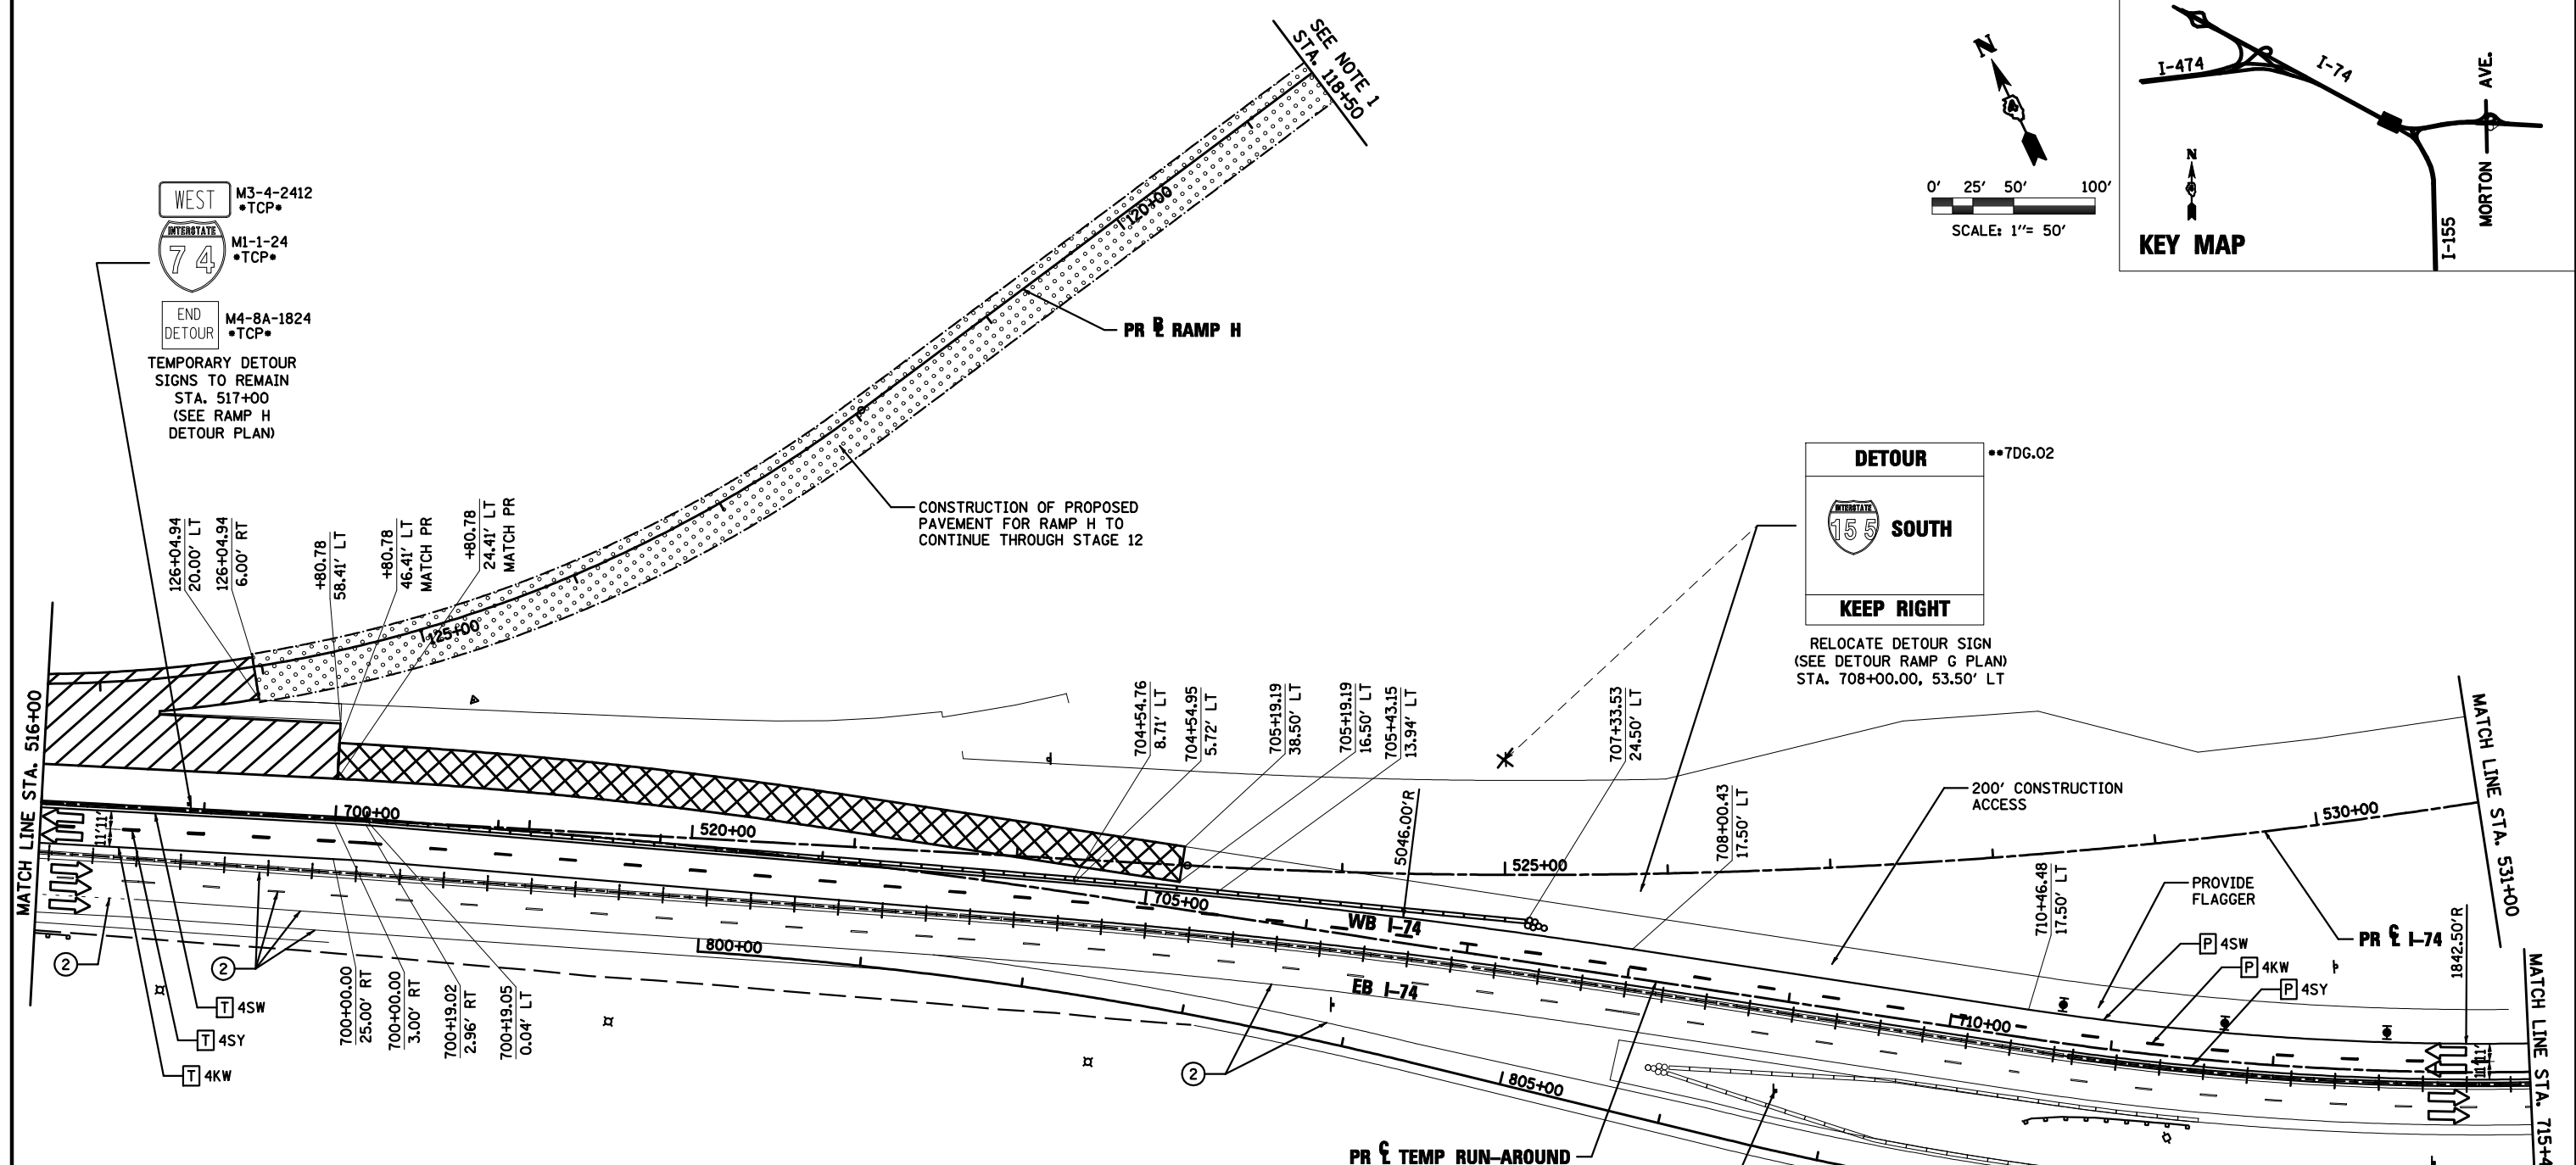 SEE NOTE 1
STA. 118+50
N
0' 25' 50' 100'
SCALE: 1"= 50'
I-474
I-74
MORTON AVE.
I-155
N
KEY MAP
WEST
M3-4-2412
*TCP*
INTERSTATE
74
M1-1-24
*TCP*
END
DETOUR
M4-8A-1824
*TCP*
TEMPORARY DETOUR
SIGNS TO REMAIN
STA. 517+00
(SEE RAMP H
DETOUR PLAN)
120+00
PR ℄ RAMP H
CONSTRUCTION OF PROPOSED
PAVEMENT FOR RAMP H TO
CONTINUE THROUGH STAGE 12
125+00
DETOUR
INTERSTATE
155
SOUTH
KEEP RIGHT
**7DG.02
RELOCATE DETOUR SIGN
(SEE DETOUR RAMP G PLAN)
STA. 708+00.00, 53.50' LT
126+04.94
20.00' LT
126+04.94
6.00' RT
+80.78
58.41' LT
+80.78
46.41' LT
MATCH PR
+80.78
24.41' LT
MATCH PR
704+54.76
8.71' LT
704+54.95
5.72' LT
705+19.19
38.50' LT
705+19.19
16.50' LT
705+43.15
13.94' LT
707+33.53
24.50' LT
5046.00'R
708+00.43
17.50' LT
200' CONSTRUCTION
ACCESS
710+46.48
17.50' LT
PROVIDE
FLAGGER
P 4SW
P 4KW
P 4SY
PR ℄ I-74
1842.50'R
MATCH LINE STA. 516+00
MATCH LINE STA. 531+00
MATCH LINE STA. 715+4
11' 11'
11' 11'
700+00
520+00
525+00
530+00
705+00
710+00
800+00
805+00
WB I-74
EB I-74
2
2
2
T 4SW
T 4SY
T 4KW
700+00.00
25.00' RT
700+00.00
3.00' RT
700+19.02
2.96' RT
700+19.05
0.04' LT
PR ℄ TEMP RUN-AROUND